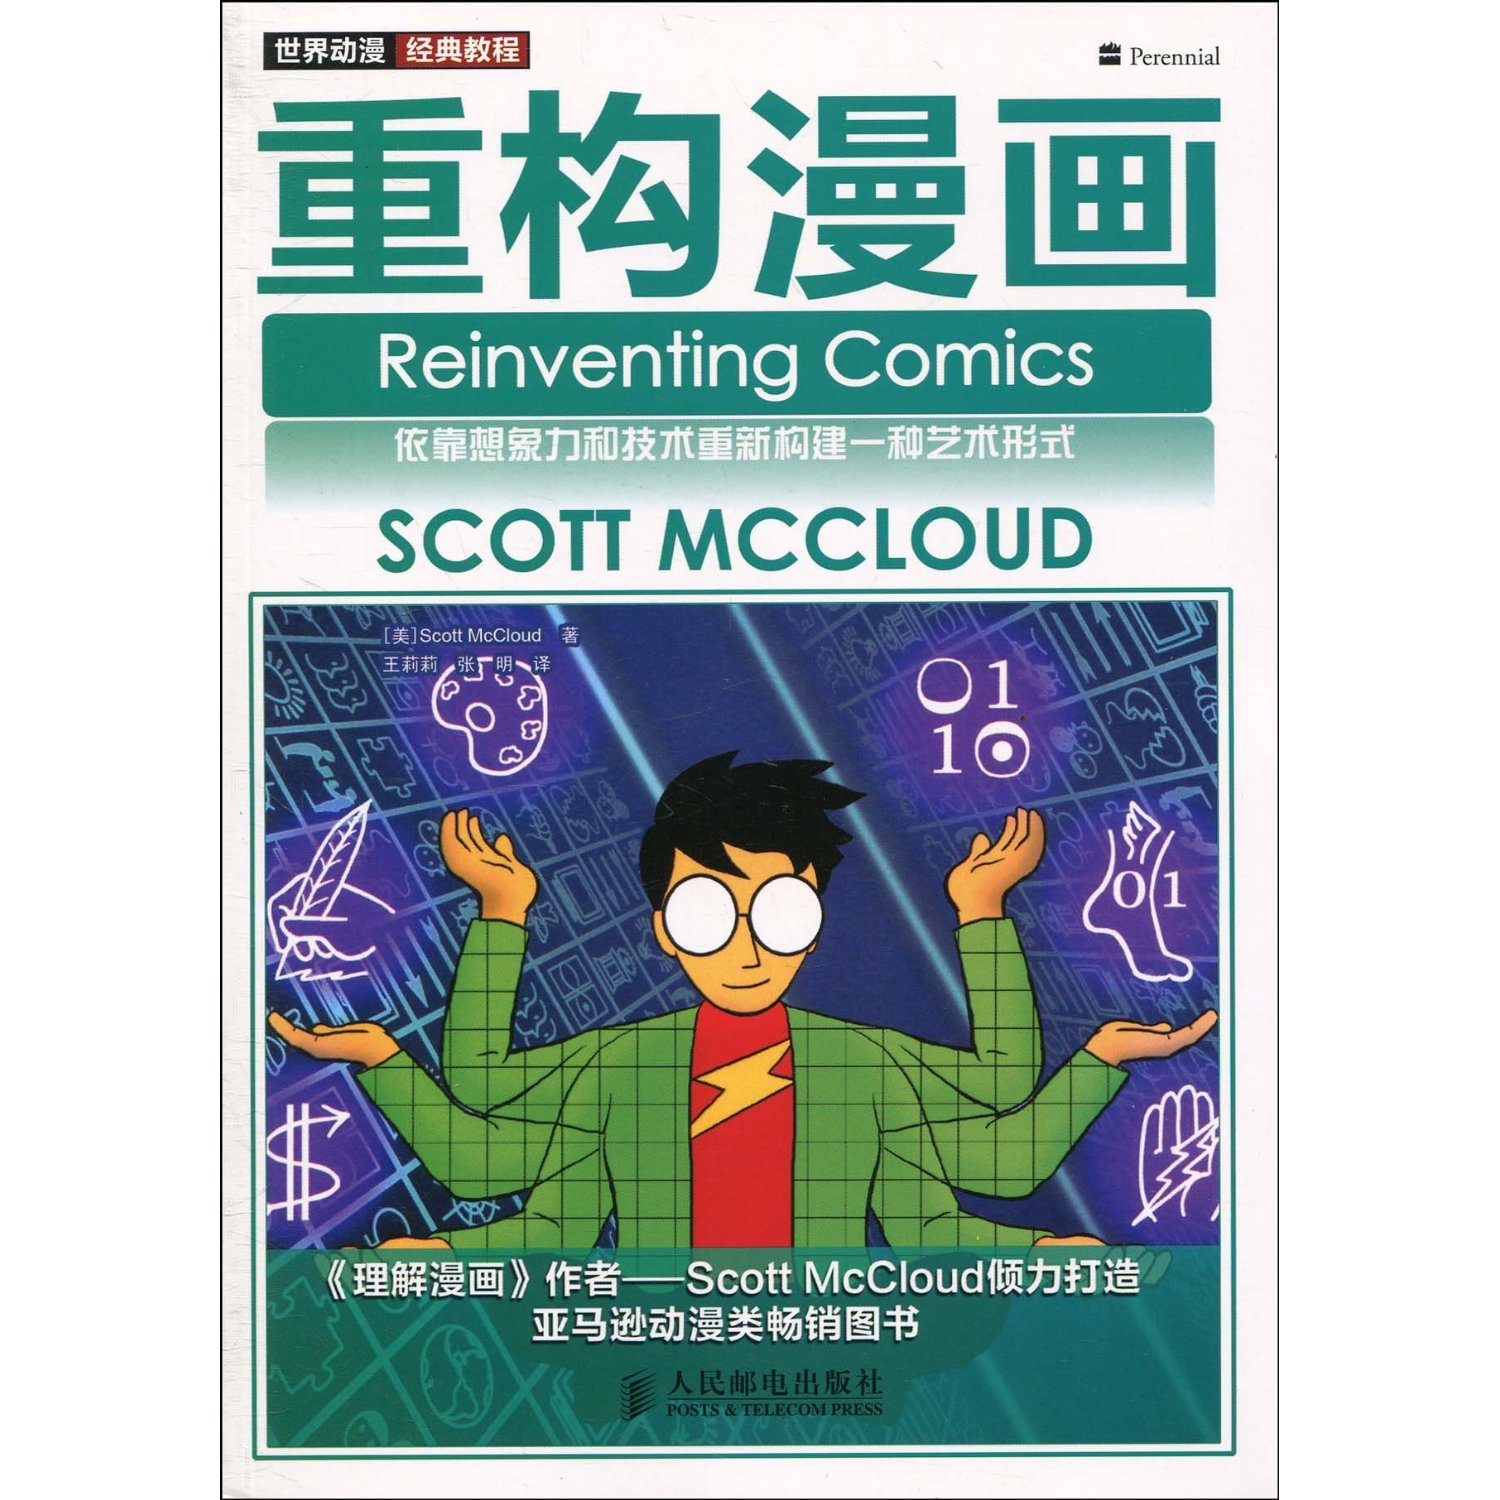 世界动漫 经典教程
Perennial
重构漫画
Reinventing Comics
依靠想象力和技术重新构建一种艺术形式
SCOTT MCCLOUD
[美]Scott McCloud 著
王莉莉 张 明 译
01
10
01
《理解漫画》作者——Scott McCloud倾力打造
亚马逊动漫类畅销图书
人民邮电出版社
POSTS & TELECOM PRESS